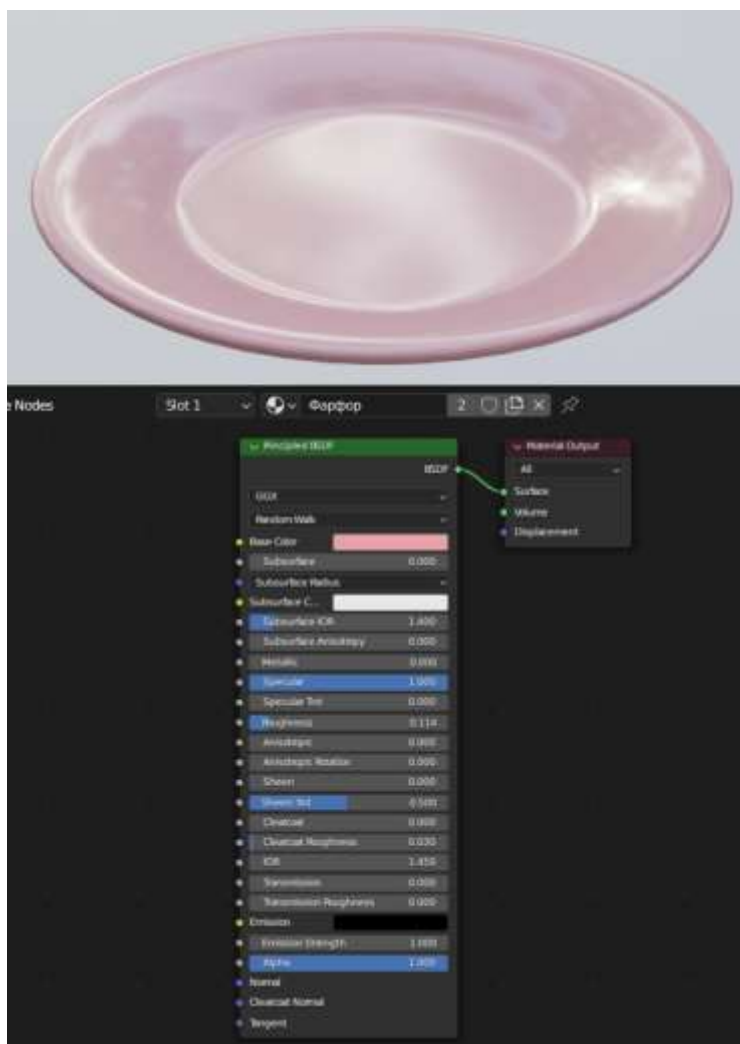 e Nodes
Slot 1
Фарфор
2
Principled BSDF
BSDF
GGX
Random Walk
Base Color
Subsurface 0.000
Subsurface Radius
Subsurface C...
Subsurface IOR 1.400
Subsurface Anisotropy 0.000
Metallic 0.000
Specular 1.000
Specular Tint 0.000
Roughness 0.114
Anisotropic 0.000
Anisotropic Rotation 0.000
Sheen 0.000
Sheen Tint 0.500
Clearcoat 0.000
Clearcoat Roughness 0.030
IOR 1.450
Transmission 0.000
Transmission Roughness 0.000
Emission
Emission Strength 1.000
Alpha 1.000
Normal
Clearcoat Normal
Tangent
Material Output
All
Surface
Volume
Displacement